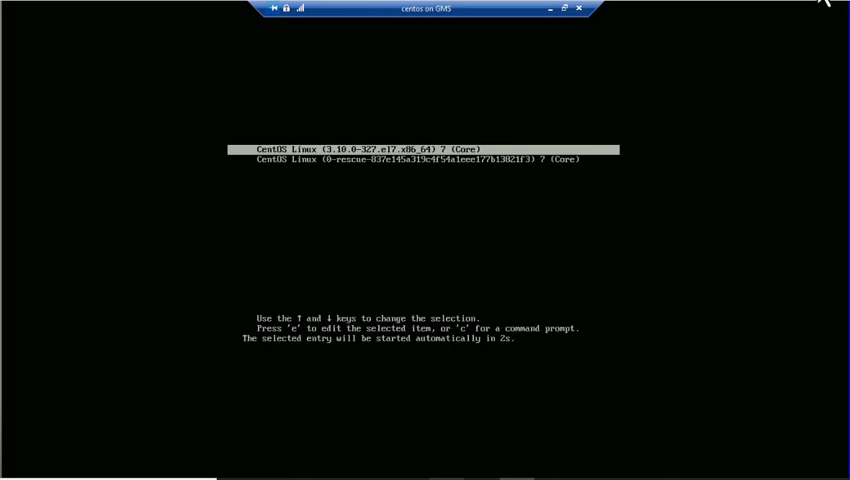 centos on GMS
CentOS Linux (3.10.0-327.el7.x86_64) 7 (Core)
CentOS Linux (0-rescue-837e145a319c4f54a1eee177b13821f3) 7 (Core)
Use the ↑ and ↓ keys to change the selection.
Press 'e' to edit the selected item, or 'c' for a command prompt.
The selected entry will be started automatically in 2s.